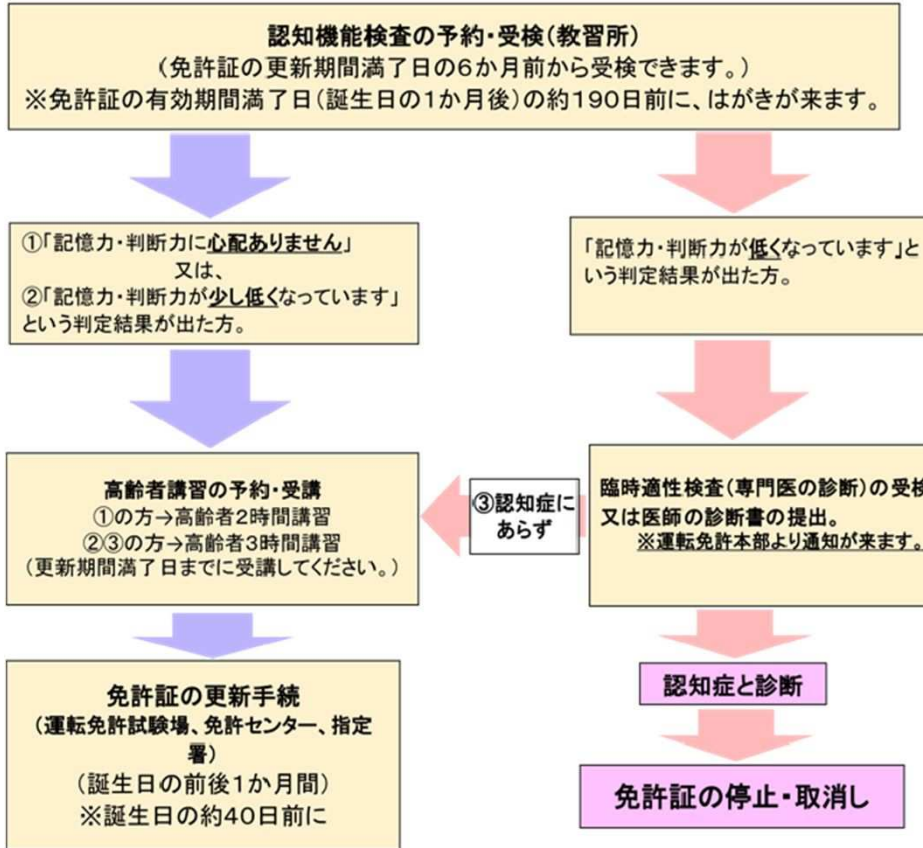 認知機能検査の予約・受検(教習所)
(免許証の更新期間満了日の6か月前から受検できます。)
※免許証の有効期間満了日(誕生日の1か月後)の約190日前に、はがきが来ます。
①「記憶力・判断力に心配ありません」
又は、
②「記憶力・判断力が少し低くなっています」
という判定結果が出た方。
「記憶力・判断力が低くなっています」と
いう判定結果が出た方。
高齢者講習の予約・受講
①の方→高齢者2時間講習
②③の方→高齢者3時間講習
(更新期間満了日までに受講してください。)
③認知症に
あらず
臨時適性検査(専門医の診断)の受検
又は医師の診断書の提出。
※運転免許本部より通知が来ます。
免許証の更新手続
(運転免許試験場、免許センター、指定
署)
(誕生日の前後1か月間)
※誕生日の約40日前に
認知症と診断
免許証の停止・取消し